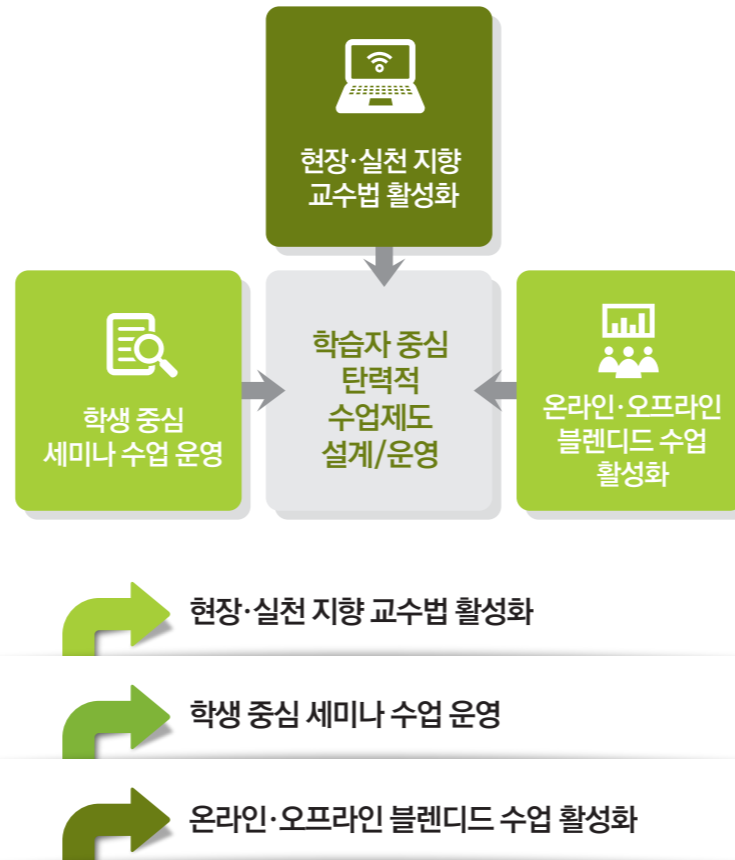 현장·실천 지향
교수법 활성화
학생 중심
세미나 수업 운영
학습자 중심
탄력적
수업제도
설계/운영
온라인·오프라인
블렌디드 수업
활성화
현장·실천 지향 교수법 활성화
학생 중심 세미나 수업 운영
온라인·오프라인 블렌디드 수업 활성화